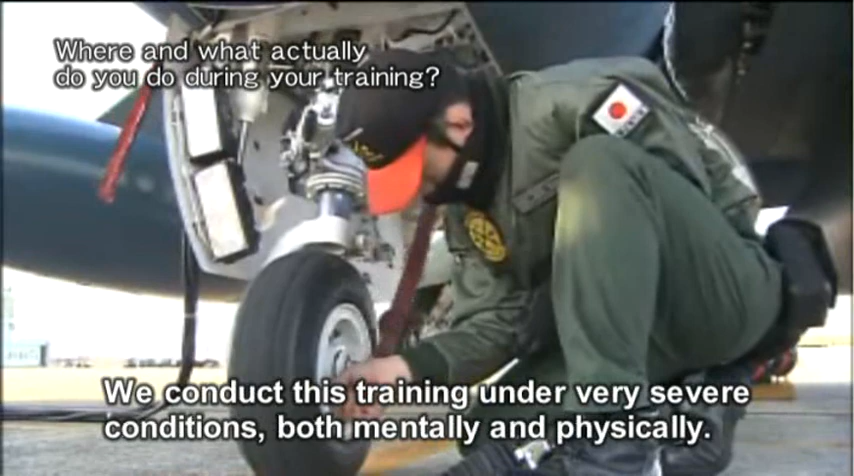 Where and what actually
do you do during your training?
We conduct this training under very severe
conditions, both mentally and physically.